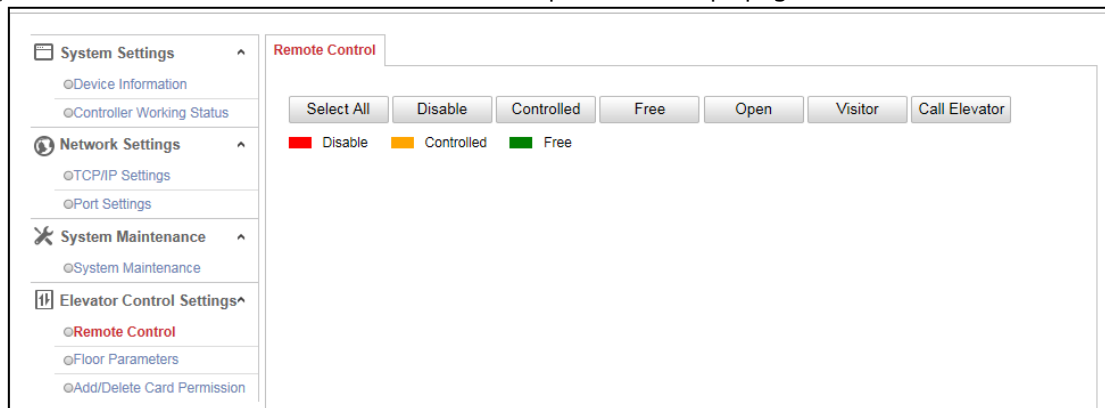 System Settings
Device Information
Controller Working Status
Network Settings
TCP/IP Settings
Port Settings
System Maintenance
System Maintenance
Elevator Control Settings
Remote Control
Floor Parameters
Add/Delete Card Permission
Remote Control
Select All Disable Controlled Free Open Visitor Call Elevator
Disable Controlled Free